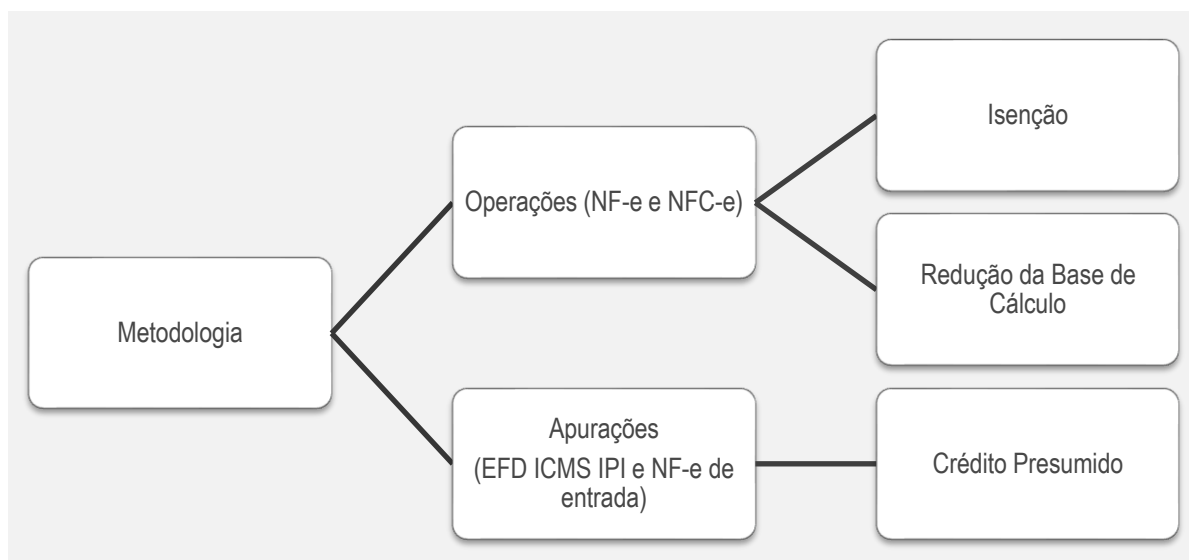 Metodologia
Operações (NF-e e NFC-e)
Isenção
Redução da Base de
Cálculo
Apurações
(EFD ICMS IPI e NF-e de
entrada)
Crédito Presumido